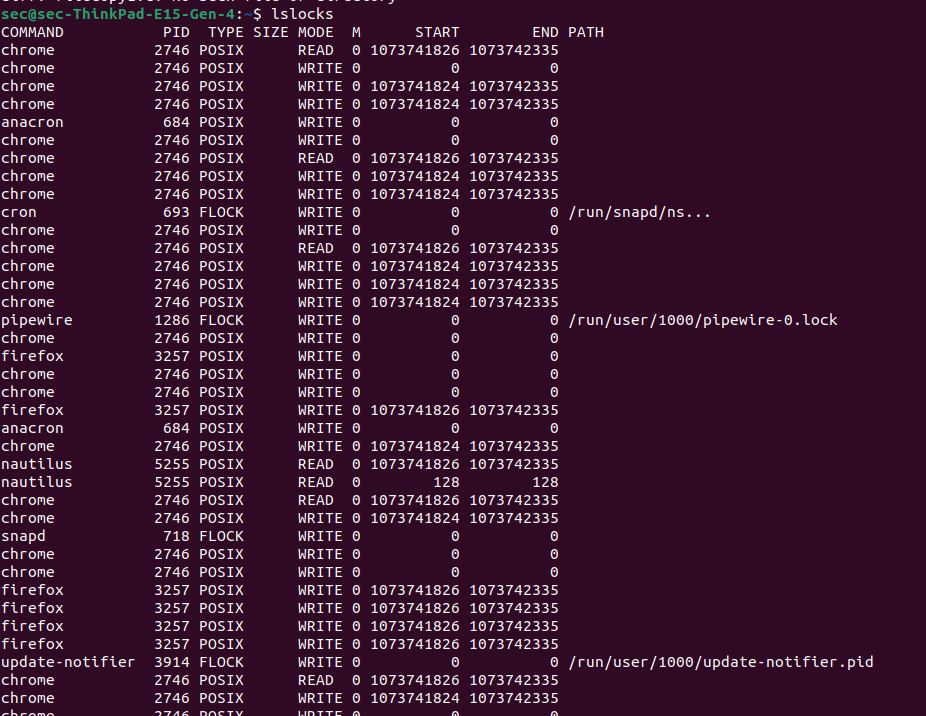 sec@sec-ThinkPad-E15-Gen-4:~$ lslocks
COMMAND PID TYPE SIZE MODE M START END PATH
chrome 2746 POSIX READ 0 1073741826 1073742335
chrome 2746 POSIX WRITE 0 0 0
chrome 2746 POSIX WRITE 0 1073741824 1073742335
chrome 2746 POSIX WRITE 0 1073741824 1073742335
anacron 684 POSIX WRITE 0 0 0
chrome 2746 POSIX WRITE 0 0 0
chrome 2746 POSIX READ 0 1073741826 1073742335
chrome 2746 POSIX WRITE 0 1073741824 1073742335
chrome 2746 POSIX WRITE 0 1073741824 1073742335
cron 693 FLOCK WRITE 0 0 0 /run/snapd/ns...
chrome 2746 POSIX WRITE 0 0 0
chrome 2746 POSIX READ 0 1073741826 1073742335
chrome 2746 POSIX WRITE 0 1073741824 1073742335
chrome 2746 POSIX WRITE 0 1073741824 1073742335
chrome 2746 POSIX WRITE 0 1073741824 1073742335
pipewire 1286 FLOCK WRITE 0 0 0 /run/user/1000/pipewire-0.lock
chrome 2746 POSIX WRITE 0 0 0
firefox 3257 POSIX WRITE 0 0 0
chrome 2746 POSIX WRITE 0 0 0
chrome 2746 POSIX WRITE 0 0 0
firefox 3257 POSIX WRITE 0 1073741826 1073742335
anacron 684 POSIX WRITE 0 0 0
chrome 2746 POSIX WRITE 0 1073741824 1073742335
nautilus 5255 POSIX READ 0 1073741826 1073742335
nautilus 5255 POSIX READ 0 128 128
chrome 2746 POSIX READ 0 1073741826 1073742335
chrome 2746 POSIX WRITE 0 1073741824 1073742335
snapd 718 FLOCK WRITE 0 0 0
chrome 2746 POSIX WRITE 0 0 0
chrome 2746 POSIX WRITE 0 0 0
firefox 3257 POSIX WRITE 0 1073741826 1073742335
firefox 3257 POSIX WRITE 0 1073741826 1073742335
firefox 3257 POSIX WRITE 0 1073741826 1073742335
firefox 3257 POSIX WRITE 0 1073741826 1073742335
update-notifier 3914 FLOCK WRITE 0 0 0 /run/user/1000/update-notifier.pid
chrome 2746 POSIX READ 0 1073741826 1073742335
chrome 2746 POSIX WRITE 0 1073741824 1073742335
chrome 2746 POSIX WRITE 0 0 0